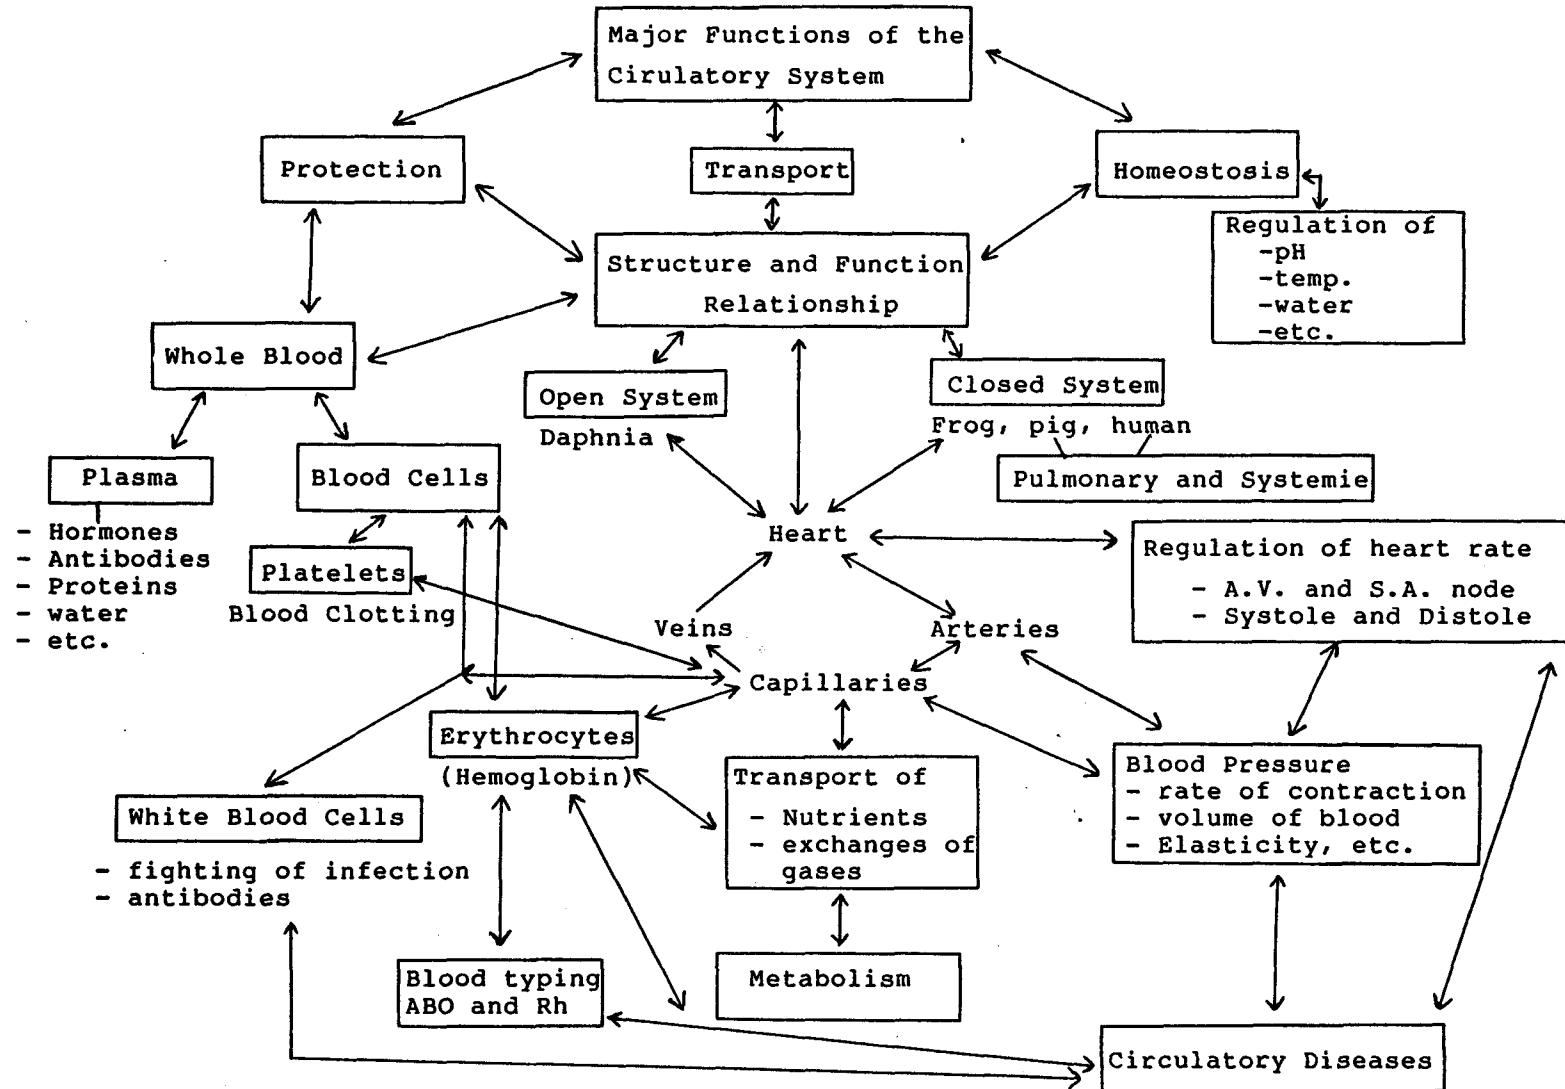 Major Functions of the
Cirulatory System
Protection
Transport
Homeostosis
Regulation of
-pH
-temp.
-water
-etc.
Structure and Function
Relationship
Whole Blood
Open System
Daphnia
Closed System
Frog, pig, human
Pulmonary and Systemie
Plasma
- Hormones
- Antibodies
- Proteins
- water
- etc.
Blood Cells
Platelets
Blood Clotting
Heart
Regulation of heart rate
- A.V. and S.A. node
- Systole and Distole
Veins
Arteries
Capillaries
Erythrocytes
(Hemoglobin)
Transport of
- Nutrients
- exchanges of
gases
Blood Pressure
- rate of contraction
- volume of blood
- Elasticity, etc.
White Blood Cells
- fighting of infection
- antibodies
Blood typing
ABO and Rh
Metabolism
Circulatory Diseases